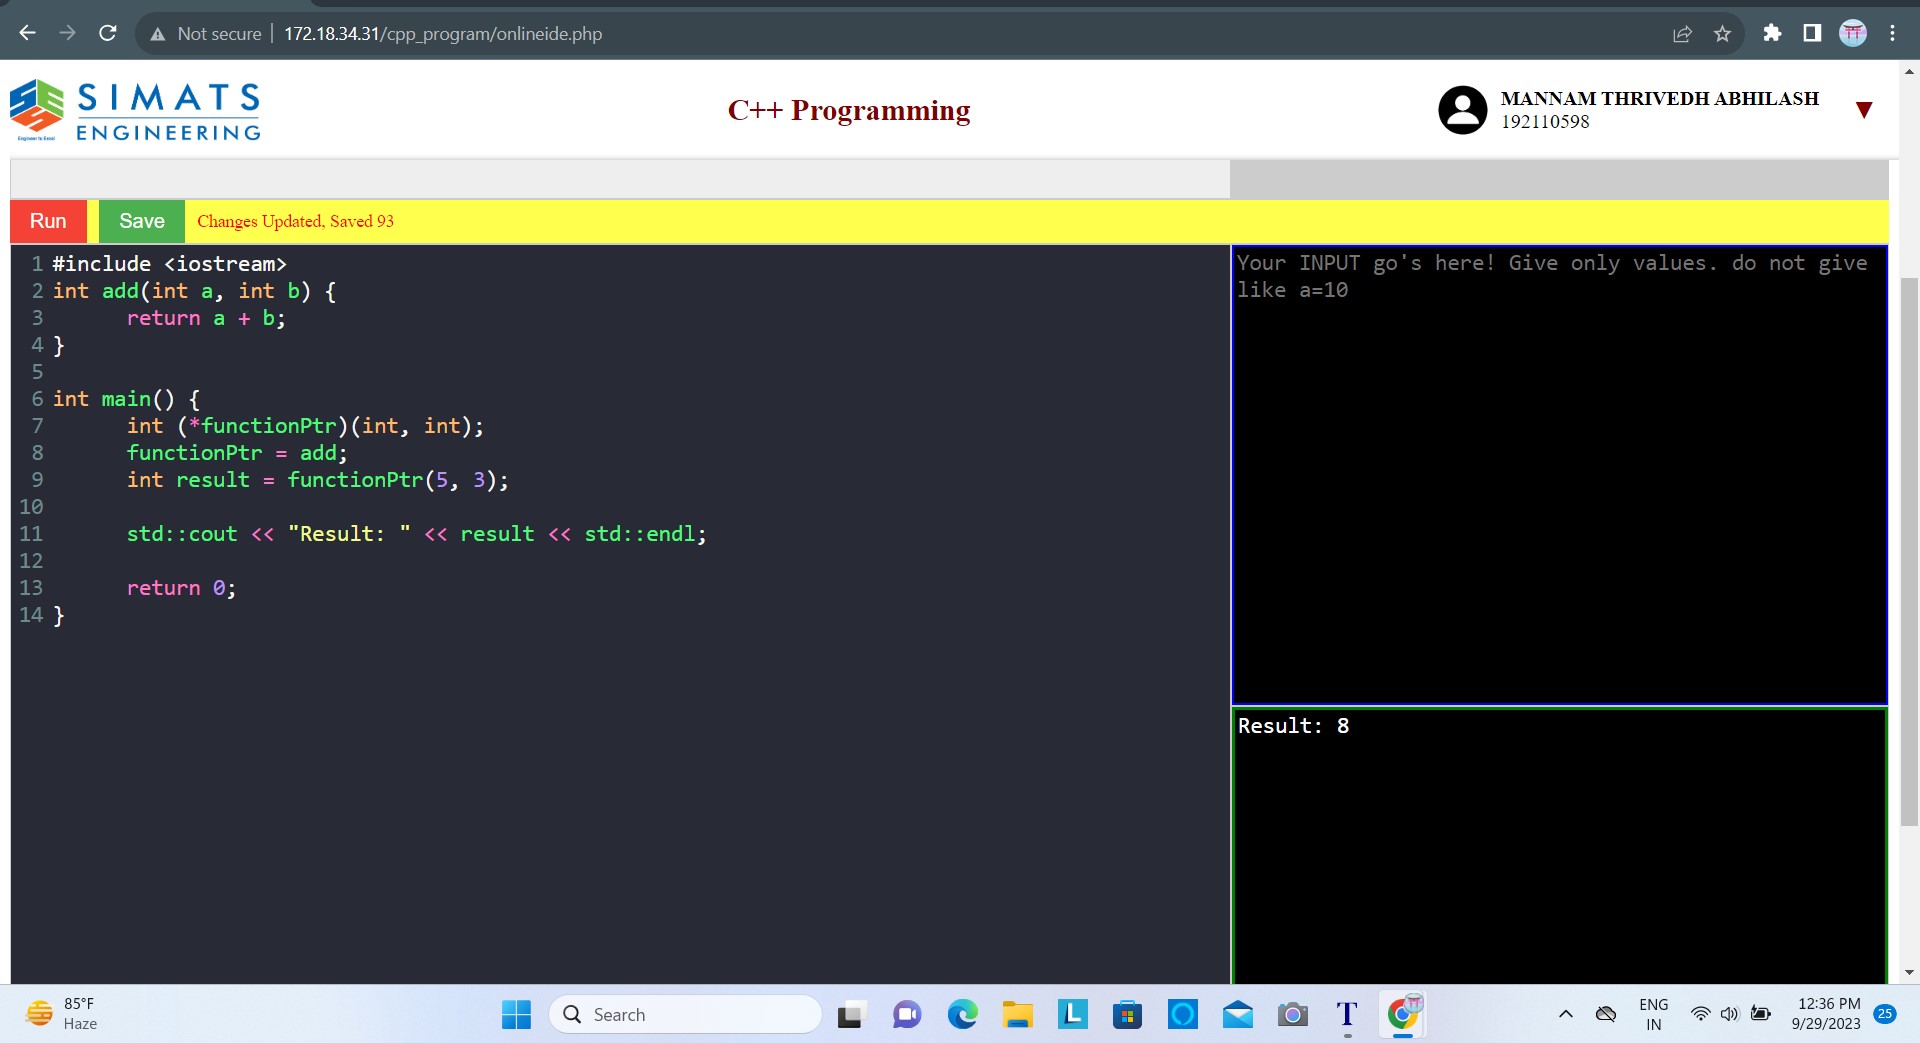 Not secure 172.18.34.31/cpp_program/onlineide.php
SIMATS
ENGINEERING
Engineer to Excel
C++ Programming
MANNAM THRIVEDH ABHILASH
192110598
Run
Save
Changes Updated, Saved 93
1 #include <iostream>
2 int add(int a, int b) {
3 return a + b;
4 }
5
6 int main() {
7 int (*functionPtr)(int, int);
8 functionPtr = add;
9 int result = functionPtr(5, 3);
10
11 std::cout << "Result: " << result << std::endl;
12
13 return 0;
14 }
Your INPUT go's here! Give only values. do not give
like a=10
Result: 8
85°F
Haze
Search
L
T
ENG
IN
12:36 PM
9/29/2023
25